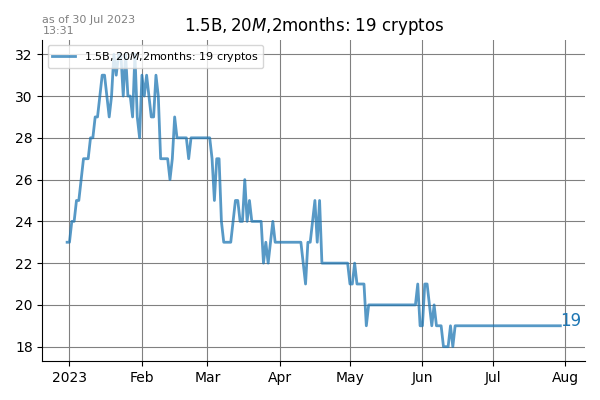 as of 30 Jul 2023
13:31
1.5B, 20M,2months: 19 cryptos
1.5B, 20M,2months: 19 cryptos
32
30
28
26
24
22
20
18
19
2023 Feb Mar Apr May Jun Jul Aug